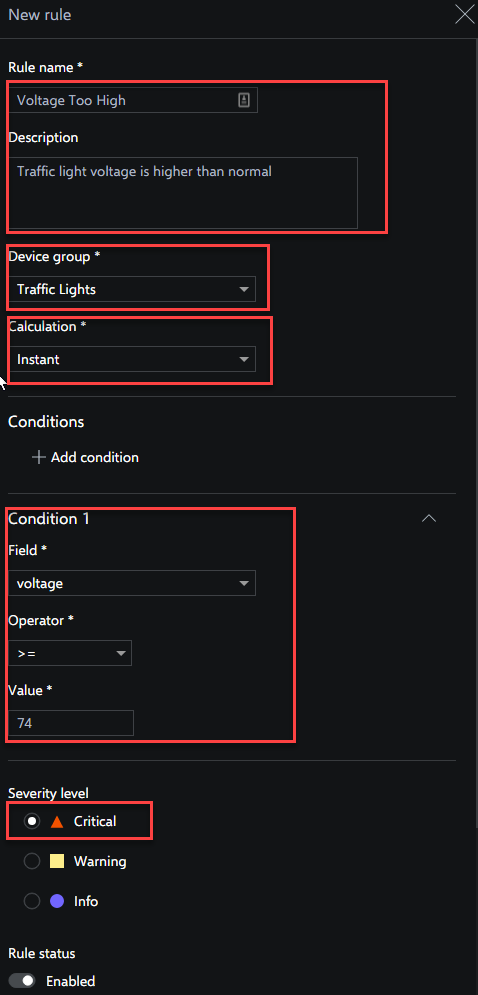 New rule
Rule name *
Voltage Too High
Description
Traffic light voltage is higher than normal
Device group *
Traffic Lights
Calculation *
Instant
Conditions
Add condition
Condition 1
Field *
voltage
Operator *
>=
Value *
74
Severity level
Critical
Warning
Info
Rule status
Enabled